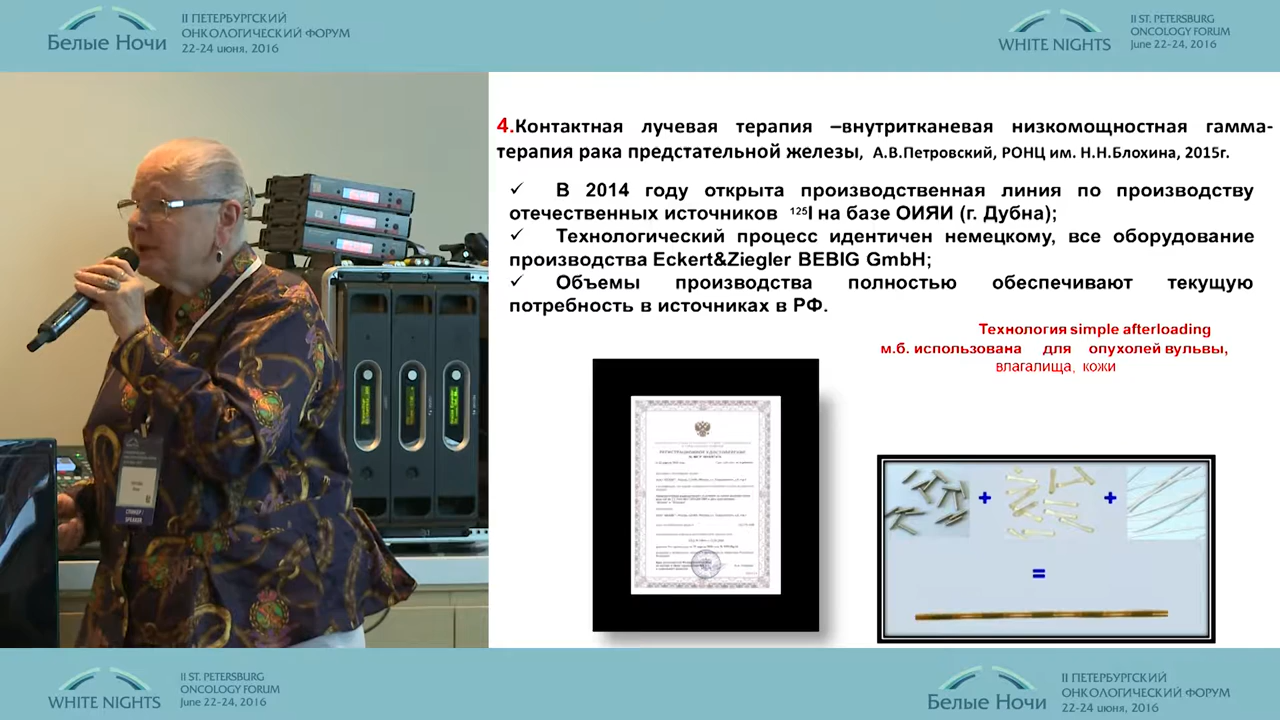 II ПЕТЕРБУРГСКИЙ
ОНКОЛОГИЧЕСКИЙ ФОРУМ
Белые Ночи
22-24 июня, 2016
II ST. PETERSBURG
ONCOLOGY FORUM
WHITE NIGHTS
June 22-24, 2016
4.Контактная лучевая терапия –внутритканевая низкомощностная гамма-
терапия рака предстательной железы, А.В.Петровский, РОНЦ им. Н.Н.Блохина, 2015г.
✓ В 2014 году открыта производственная линия по производству
отечественных источников ¹²⁵I на базе ОИЯИ (г. Дубна);
✓ Технологический процесс идентичен немецкому, все оборудование
производства Eckert&Ziegler BEBIG GmbH;
✓ Объемы производства полностью обеспечивают текущую
потребность в источниках в РФ.
Технология simple afterloading
м.б. использована для опухолей вульвы,
влагалища, кожи
РЕГИСТРАЦИОННОЕ УДОСТОВЕРЕНИЕ
+ +
=
СПИКЕР /
SPEAKER
II ST. PETERSBURG
ONCOLOGY FORUM
WHITE NIGHTS
June 22-24, 2016
II ПЕТЕРБУРГСКИЙ
ОНКОЛОГИЧЕСКИЙ ФОРУМ
Белые Ночи
22-24 июня, 2016